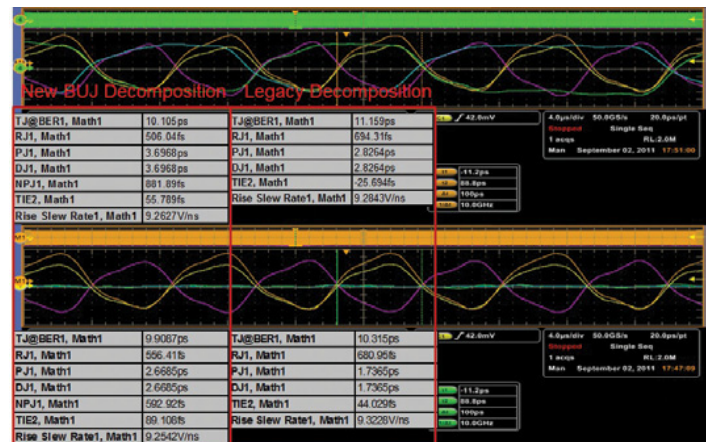 New BUJ Decomposition Legacy Decomposition
TJ@BER1, Math1 10.105ps
RJ1, Math1 506.04fs
PJ1, Math1 3.6968ps
DJ1, Math1 3.6968ps
NPJ1, Math1 881.89fs
TIE2, Math1 55.789fs
Rise Slew Rate1, Math1 9.2627V/ns
TJ@BER1, Math1 11.159ps
RJ1, Math1 694.31fs
PJ1, Math1 2.8264ps
DJ1, Math1 2.8264ps
TIE2, Math1 -25.694fs
Rise Slew Rate1, Math1 9.2843V/ns
42.0mV
-11.2ps
88.8ps
100ps
10.0GHz
4.0µs/div 50.0GS/s 20.0ps/pt
Stopped Single Seq
1 acqs RL:2.0M
Man September 02, 2011 17:51:00
TJ@BER1, Math1 9.9087ps
RJ1, Math1 556.41fs
PJ1, Math1 2.6685ps
DJ1, Math1 2.6685ps
NPJ1, Math1 592.92fs
TIE2, Math1 89.108fs
Rise Slew Rate1, Math1 9.2542V/ns
TJ@BER1, Math1 10.315ps
RJ1, Math1 680.95fs
PJ1, Math1 1.7365ps
DJ1, Math1 1.7365ps
TIE2, Math1 44.029fs
Rise Slew Rate1, Math1 9.3228V/ns
42.0mV
-11.2ps
88.8ps
100ps
10.0GHz
4.0µs/div 50.0GS/s 20.0ps/pt
Stopped Single Seq
1 acqs RL:2.0M
Man September 02, 2011 17:47:09